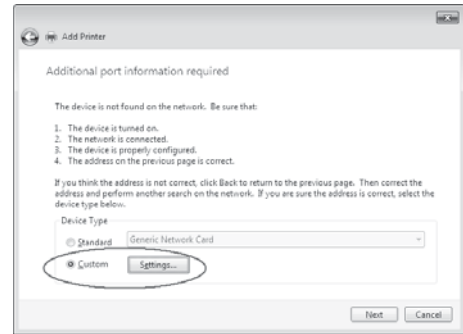 Add Printer
Additional port information required
The device is not found on the network. Be sure that:
1. The device is turned on.
2. The network is connected.
3. The device is properly configured.
4. The address on the previous page is correct.
If you think the address is not correct, click Back to return to the previous page. Then correct the
address and perform another search on the network. If you are sure the address is correct, select the
device type below.
Device Type
Standard Generic Network Card
Custom Settings...
Next Cancel